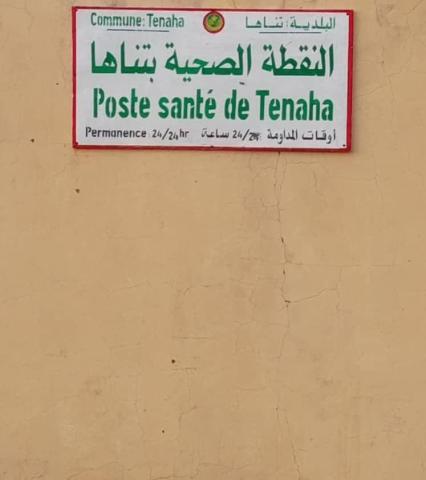 Commune: Tenaha البلدية: تناها
النقطة الصحية بتناها
Poste santé de Tenaha
Permanence 24/24hr أوقات المداومة 24/24 ساعة